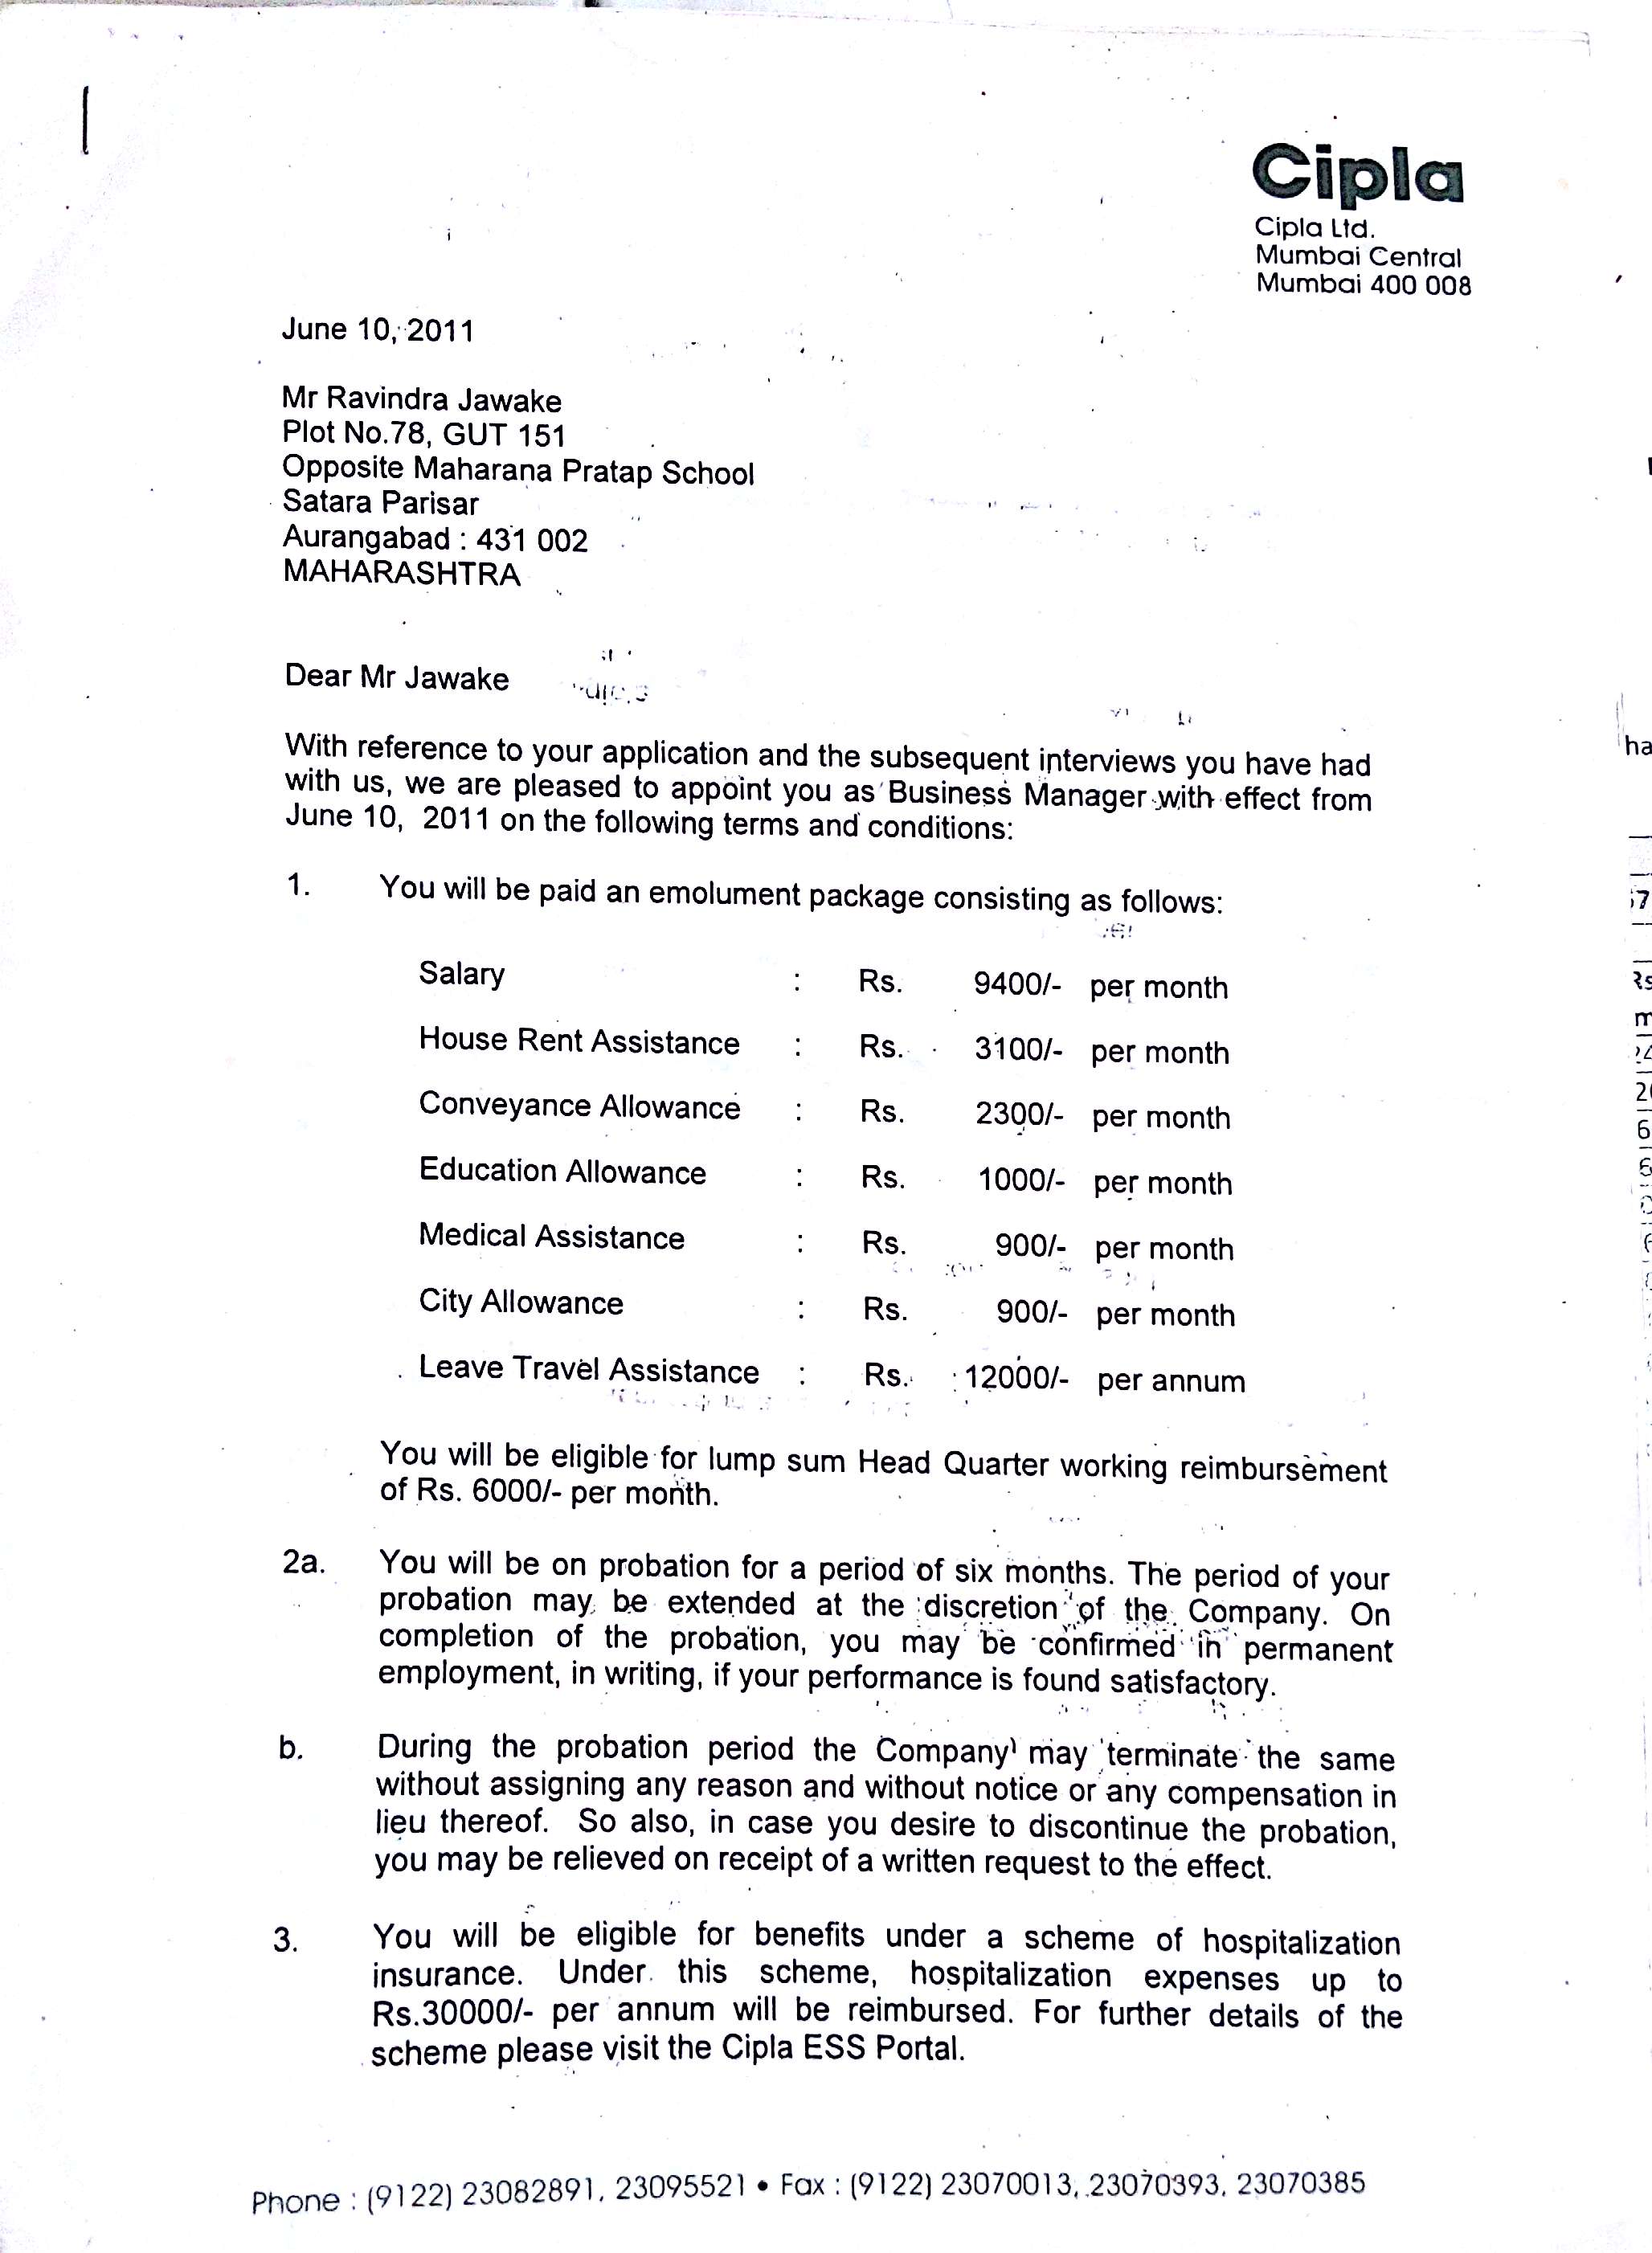 Cipla
Cipla Ltd.
Mumbai Central
Mumbai 400 008
June 10, 2011
Mr Ravindra Jawake
Plot No.78, GUT 151
Opposite Maharana Pratap School
Satara Parisar
Aurangabad : 431 002
MAHARASHTRA
Dear Mr Jawake
With reference to your application and the subsequent interviews you have had
with us, we are pleased to appoint you as Business Manager with effect from
June 10, 2011 on the following terms and conditions:
1. You will be paid an emolument package consisting as follows:
Salary : Rs. 9400/- per month
House Rent Assistance : Rs. 3100/- per month
Conveyance Allowance : Rs. 2300/- per month
Education Allowance : Rs. 1000/- per month
Medical Assistance : Rs. 900/- per month
City Allowance : Rs. 900/- per month
Leave Travel Assistance : Rs. 12000/- per annum
You will be eligible for lump sum Head Quarter working reimbursement
of Rs. 6000/- per month.
2a. You will be on probation for a period of six months. The period of your
probation may be extended at the discretion of the Company. On
completion of the probation, you may be confirmed in permanent
employment, in writing, if your performance is found satisfactory.
b. During the probation period the Company may terminate the same
without assigning any reason and without notice or any compensation in
lieu thereof. So also, in case you desire to discontinue the probation,
you may be relieved on receipt of a written request to the effect.
3. You will be eligible for benefits under a scheme of hospitalization
insurance. Under this scheme, hospitalization expenses up to
Rs.30000/- per annum will be reimbursed. For further details of the
scheme please visit the Cipla ESS Portal.
Phone : (9122) 23082891, 23095521 • Fax : (9122) 23070013, 23070393, 23070385